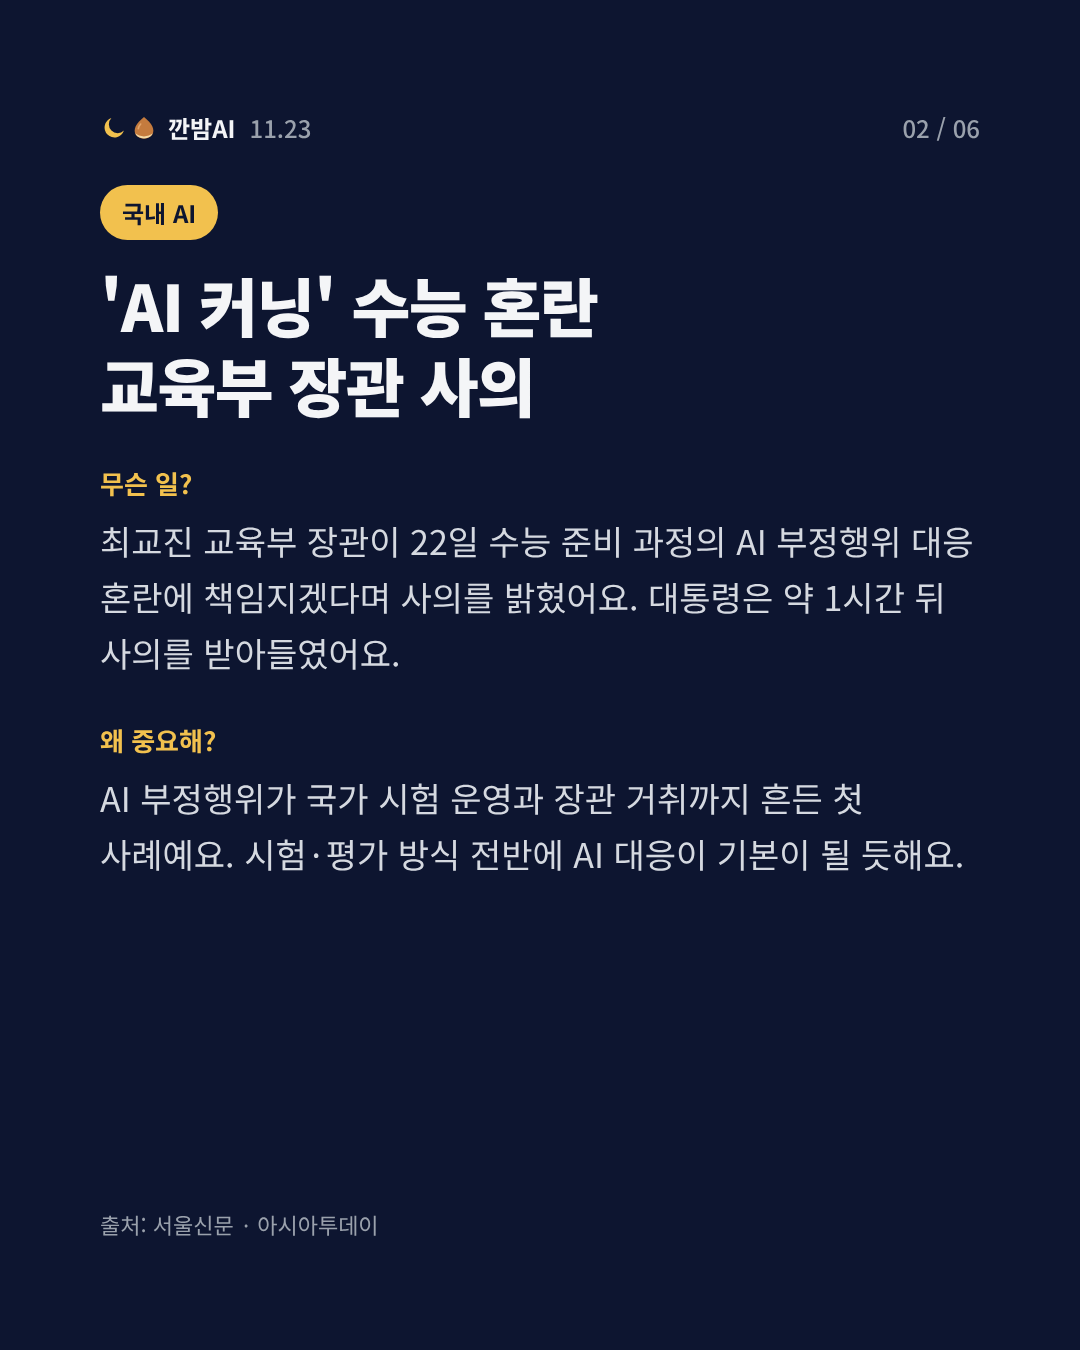 깐밤AI 11.23
02 / 06
국내 AI
'AI 커닝' 수능 혼란
교육부 장관 사의
무슨 일?
최교진 교육부 장관이 22일 수능 준비 과정의 AI 부정행위 대응
혼란에 책임지겠다며 사의를 밝혔어요. 대통령은 약 1시간 뒤
사의를 받아들였어요.
왜 중요해?
AI 부정행위가 국가 시험 운영과 장관 거취까지 흔든 첫
사례예요. 시험·평가 방식 전반에 AI 대응이 기본이 될 듯해요.
출처: 서울신문 · 아시아투데이